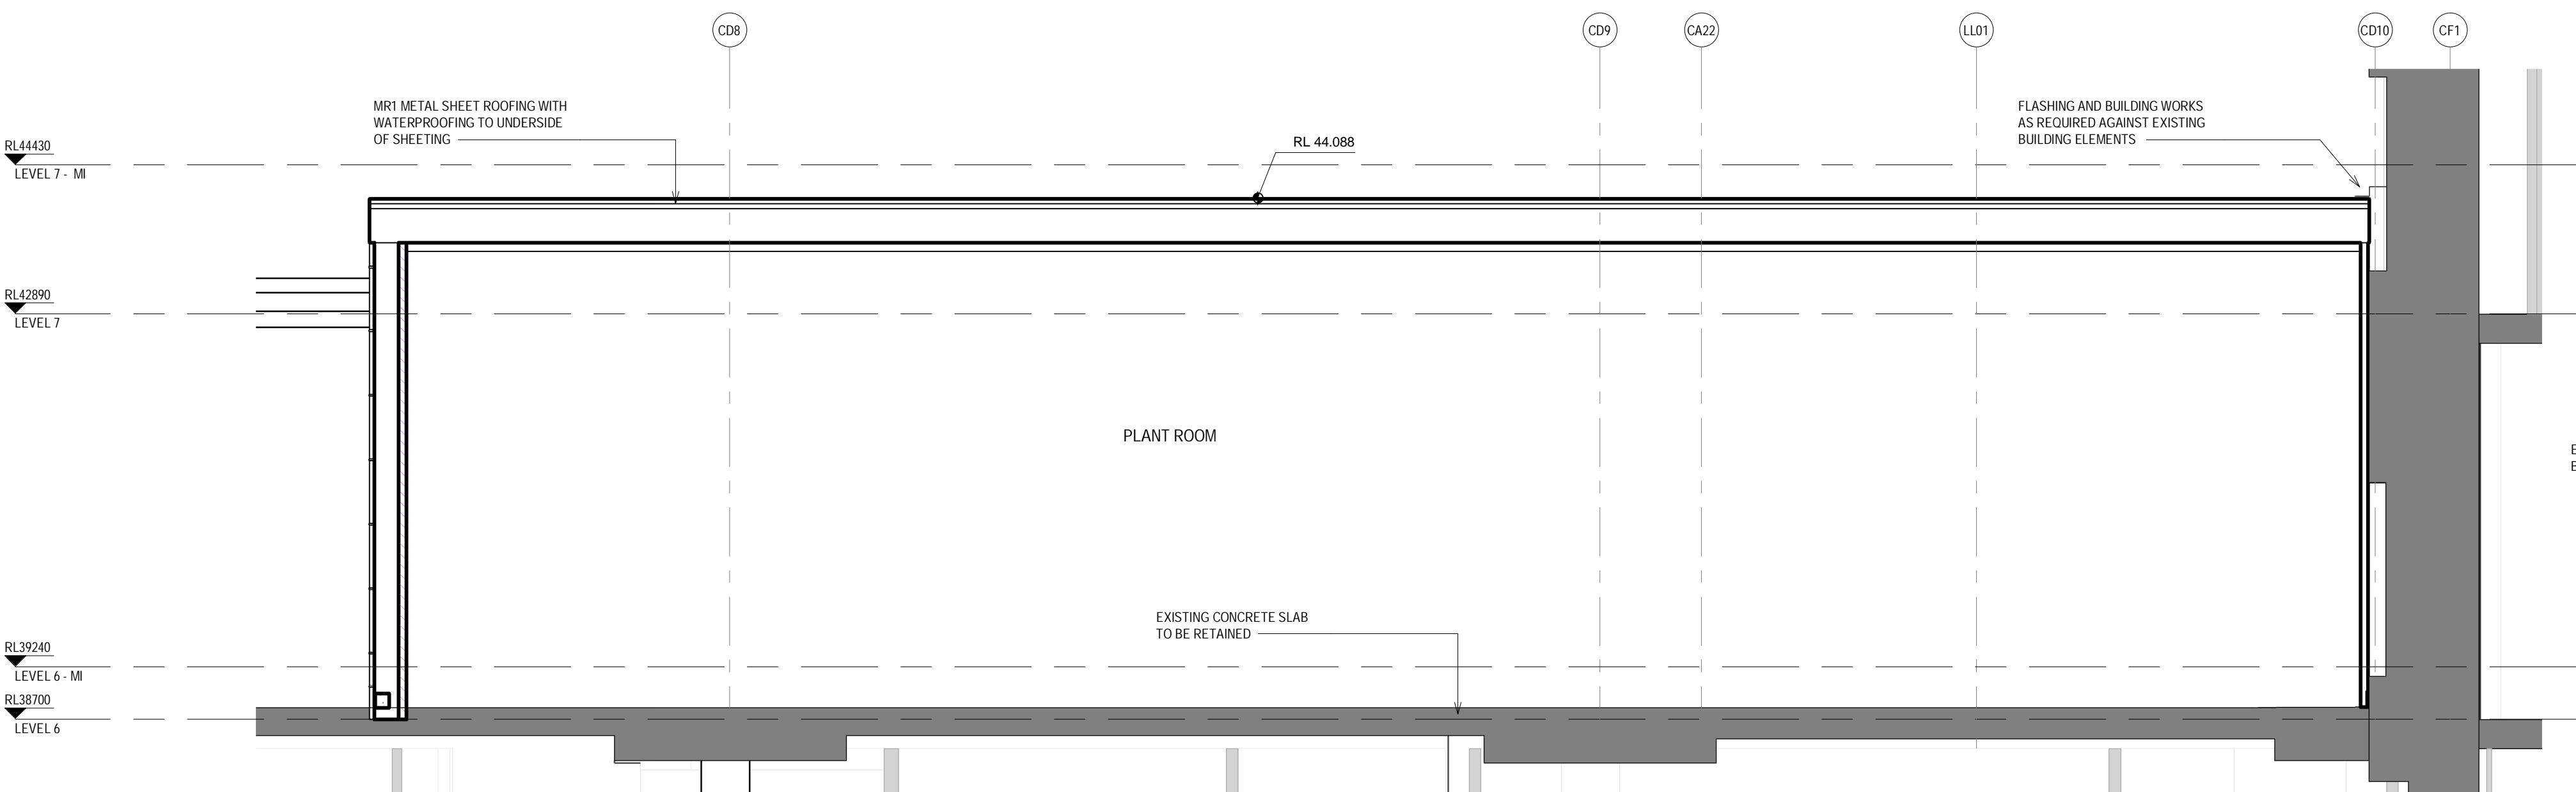 CD8
CD9
CA22
LL01
CD10
CF1
MR1 METAL SHEET ROOFING WITH
WATERPROOFING TO UNDERSIDE
OF SHEETING
FLASHING AND BUILDING WORKS
AS REQUIRED AGAINST EXISTING
BUILDING ELEMENTS
RL 44.088
RL44430
LEVEL 7 - MI
RL42890
LEVEL 7
PLANT ROOM
EXISTING CONCRETE SLAB
TO BE RETAINED
RL39240
LEVEL 6 - MI
RL38700
LEVEL 6